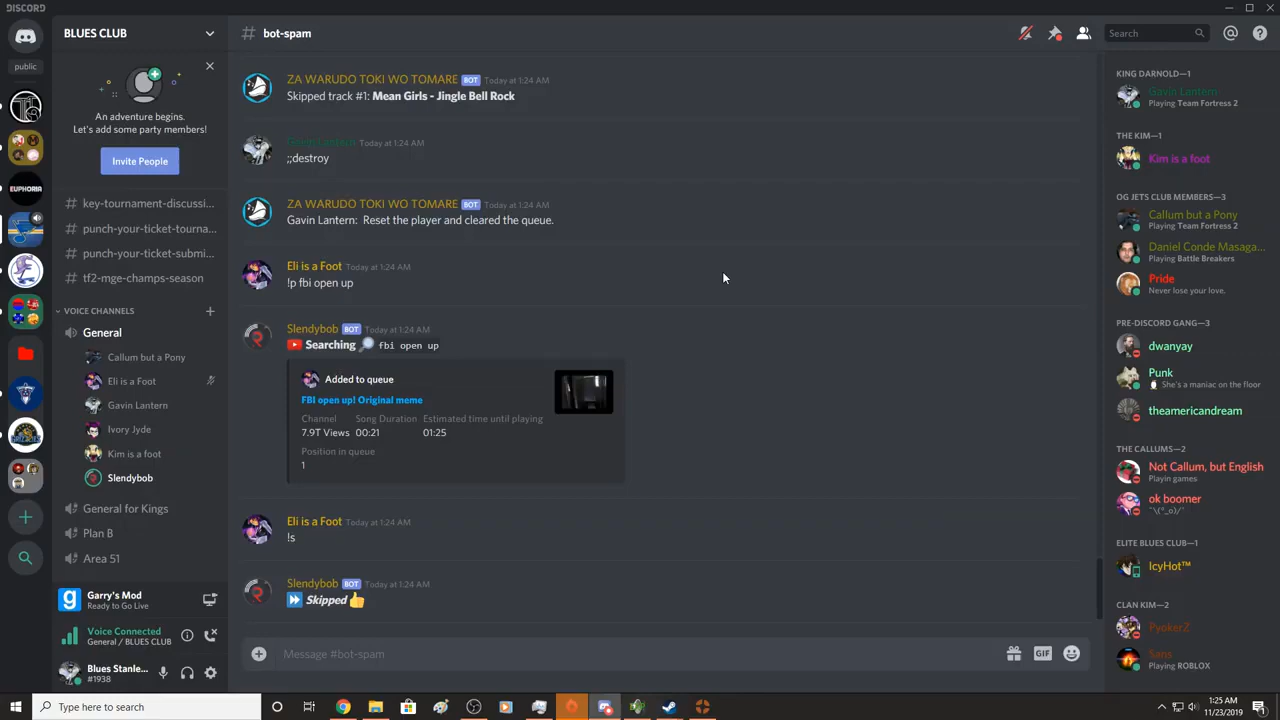 DISCORD
public
EUPHORIA
BLUES CLUB
An adventure begins.
Let's add some party members!
Invite People
# key-tournament-discussi...
# punch-your-ticket-tourna...
# punch-your-ticket-submi...
# tf2-mge-champs-season
VOICE CHANNELS
General
Callum but a Pony
Eli is a Foot
Gavin Lantern
Ivory Jyde
Kim is a foot
Slendybob
General for Kings
Plan B
Area 51
Garry's Mod
Ready to Go Live
Voice Connected
General / BLUES CLUB
Blues Stanle...
#1938
# bot-spam
Search
ZA WARUDO TOKI WO TOMARE BOT Today at 1:24 AM
Skipped track #1: Mean Girls - Jingle Bell Rock
Gavin Lantern Today at 1:24 AM
;;destroy
ZA WARUDO TOKI WO TOMARE BOT Today at 1:24 AM
Gavin Lantern: Reset the player and cleared the queue.
Eli is a Foot Today at 1:24 AM
!p fbi open up
Slendybob BOT Today at 1:24 AM
Searching fbi open up
Added to queue
FBI open up! Original meme
Channel Song Duration Estimated time until playing
7.9T Views 00:21 01:25
Position in queue
1
Eli is a Foot Today at 1:24 AM
!s
Slendybob BOT Today at 1:24 AM
Skipped
Message #bot-spam
GIF
KING DARNOLD—1
Gavin Lantern
Playing Team Fortress 2
THE KIM—1
Kim is a foot
OG JETS CLUB MEMBERS—3
Callum but a Pony
Playing Team Fortress 2
Daniel Conde Masaga...
Playing Battle Breakers
Pride
Never lose your love.
PRE-DISCORD GANG—3
dwanyay
Punk
She's a maniac on the floor
theamericandream
THE CALLUMS—2
Not Callum, but English
Playin games
ok boomer
¯\(°_o)/¯
ELITE BLUES CLUB—1
IcyHot™
CLAN KIM—2
PyokerZ
Sans
Playing ROBLOX
Type here to search
1:25 AM
11/23/2019